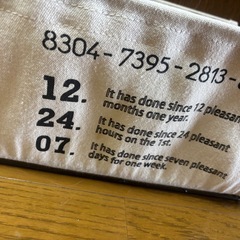 8304-7395-2813-
12. It has done since 12 pleasant
months one year.
24. It has done since 24 pleasant
hours on the 1st.
07. It has done since seven pleasant
days for one week.